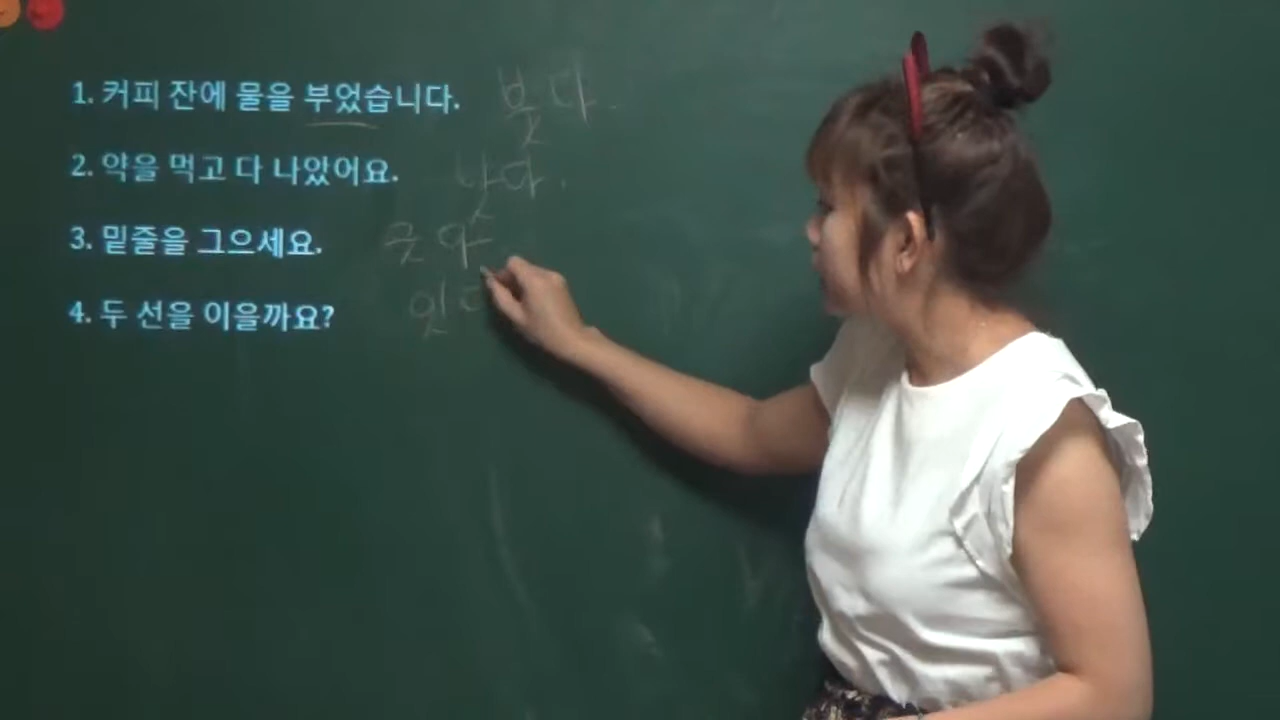 1. 커피 잔에 물을 부었습니다. 붓다.
2. 약을 먹고 다 나았어요. 낫다.
3. 밑줄을 그으세요. 긋다
4. 두 선을 이을까요? 잇다